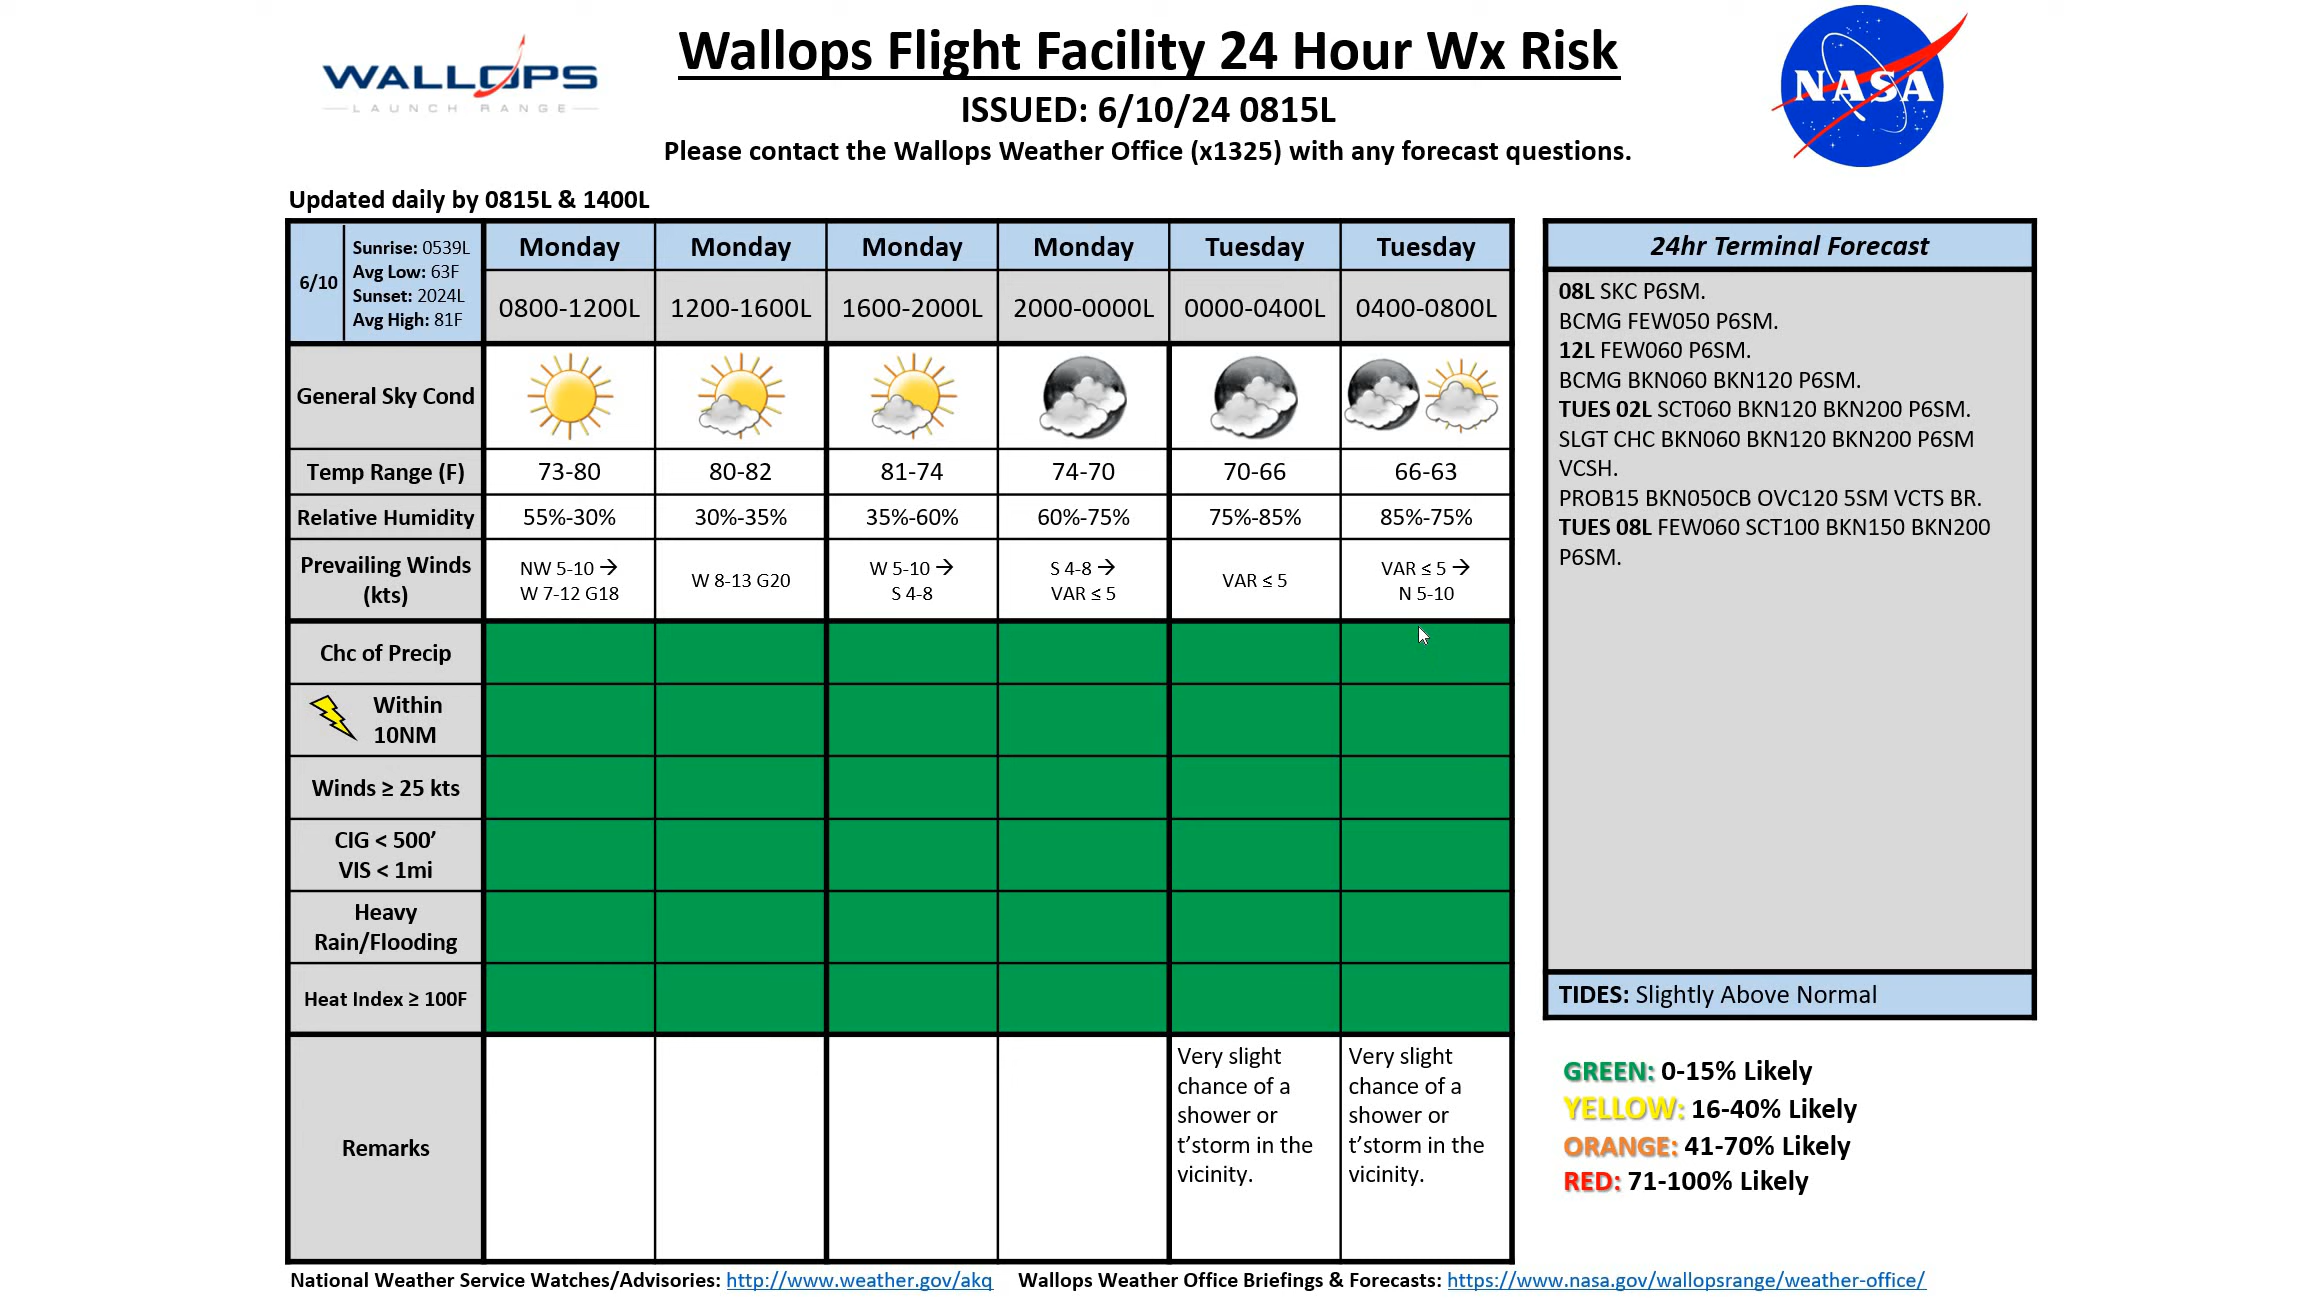 WALLOPS
LAUNCH RANGE
Wallops Flight Facility 24 Hour Wx Risk
ISSUED: 6/10/24 0815L
Please contact the Wallops Weather Office (x1325) with any forecast questions.
NASA
Updated daily by 0815L & 1400L
6/10
Sunrise: 0539L
Avg Low: 63F
Sunset: 2024L
Avg High: 81F
Monday Monday Monday Monday Tuesday Tuesday
0800-1200L 1200-1600L 1600-2000L 2000-0000L 0000-0400L 0400-0800L
General Sky Cond
Temp Range (F) 73-80 80-82 81-74 74-70 70-66 66-63
Relative Humidity 55%-30% 30%-35% 35%-60% 60%-75% 75%-85% 85%-75%
Prevailing Winds
(kts)
NW 5-10 →
W 7-12 G18
W 8-13 G20
W 5-10 →
S 4-8
S 4-8 →
VAR ≤ 5
VAR ≤ 5
VAR ≤ 5 →
N 5-10
Chc of Precip
Within
10NM
Winds ≥ 25 kts
CIG < 500’
VIS < 1mi
Heavy
Rain/Flooding
Heat Index ≥ 100F
Remarks
Very slight
chance of a
shower or
t’storm in the
vicinity.
Very slight
chance of a
shower or
t’storm in the
vicinity.
24hr Terminal Forecast
08L SKC P6SM.
BCMG FEW050 P6SM.
12L FEW060 P6SM.
BCMG BKN060 BKN120 P6SM.
TUES 02L SCT060 BKN120 BKN200 P6SM.
SLGT CHC BKN060 BKN120 BKN200 P6SM
VCSH.
PROB15 BKN050CB OVC120 5SM VCTS BR.
TUES 08L FEW060 SCT100 BKN150 BKN200
P6SM.
TIDES: Slightly Above Normal
GREEN: 0-15% Likely
YELLOW: 16-40% Likely
ORANGE: 41-70% Likely
RED: 71-100% Likely
National Weather Service Watches/Advisories: http://www.weather.gov/akq Wallops Weather Office Briefings & Forecasts: https://www.nasa.gov/wallopsrange/weather-office/